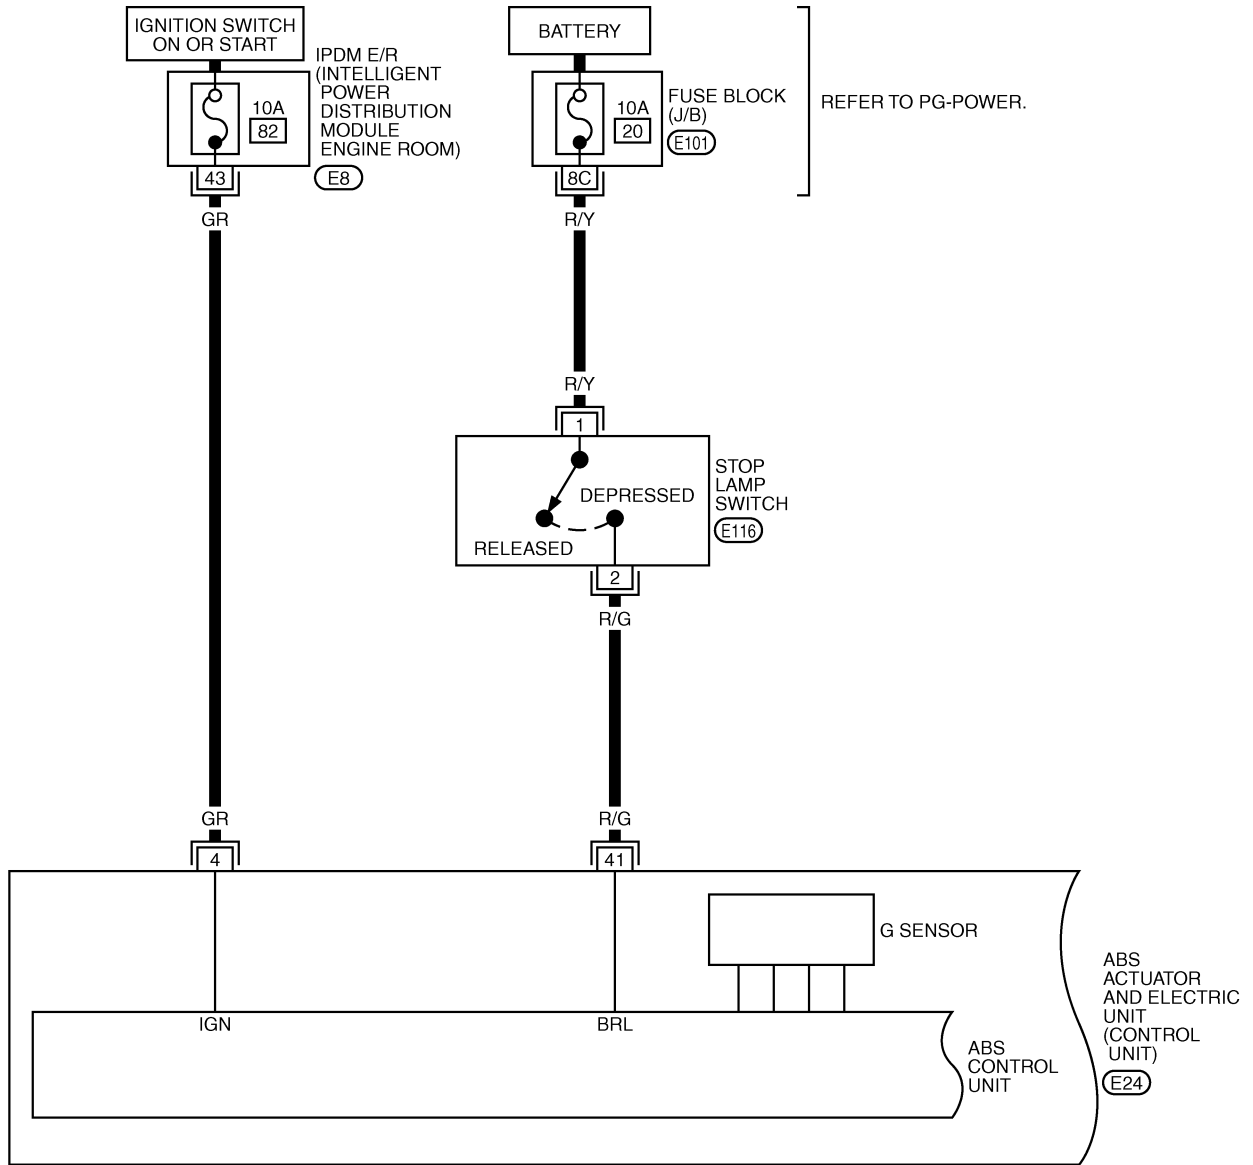 IGNITION SWITCH
ON OR START
BATTERY
IPDM E/R
(INTELLIGENT
POWER
DISTRIBUTION
MODULE
ENGINE ROOM)
E8
10A
82
43
10A
20
8C
FUSE BLOCK
(J/B)
E101
REFER TO PG-POWER.
GR
R/Y
R/Y
1
DEPRESSED
RELEASED
STOP
LAMP
SWITCH
E116
2
R/G
GR
R/G
4
41
G SENSOR
IGN
BRL
ABS
CONTROL
UNIT
ABS
ACTUATOR
AND ELECTRIC
UNIT
(CONTROL
UNIT)
E24